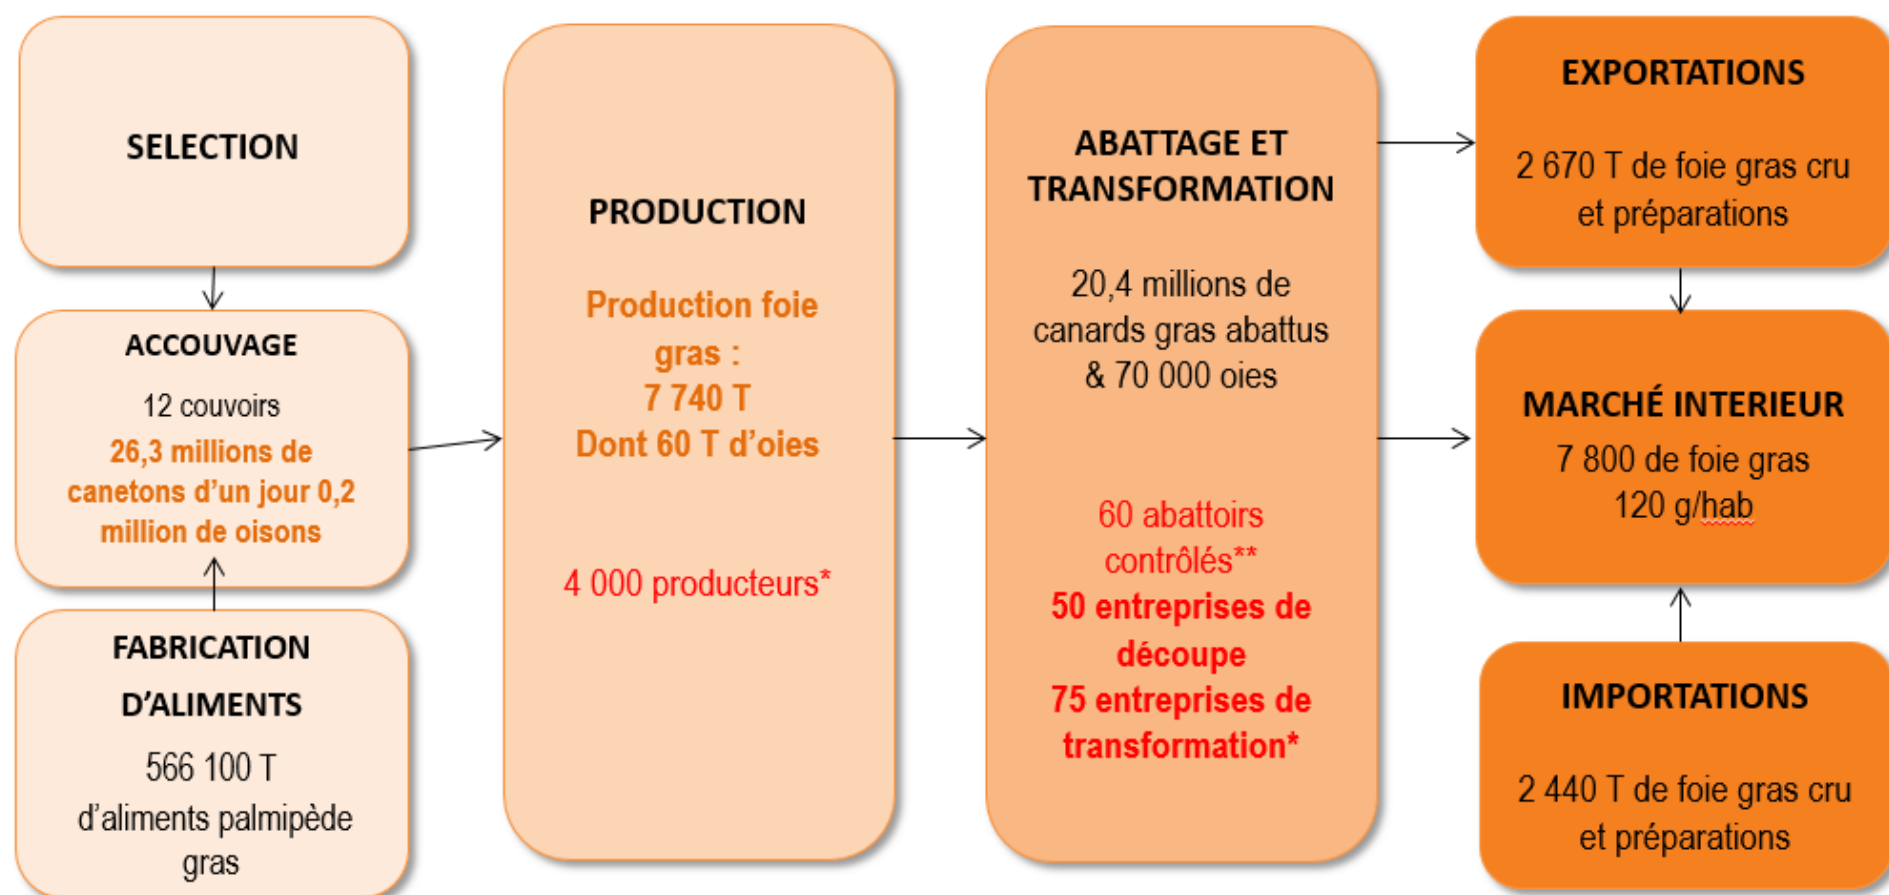 SELECTION
ACCOUVAGE
12 couvoirs
26,3 millions de
canetons d’un jour 0,2
million de oisons
FABRICATION
D’ALIMENTS
566 100 T
d’aliments palmipède
gras
PRODUCTION
Production foie
gras :
7 740 T
Dont 60 T d’oies
4 000 producteurs*
ABATTAGE ET
TRANSFORMATION
20,4 millions de
canards gras abattus
& 70 000 oies
60 abattoirs
contrôlés**
50 entreprises de
découpe
75 entreprises de
transformation*
EXPORTATIONS
2 670 T de foie gras cru
et préparations
MARCHÉ INTERIEUR
7 800 de foie gras
120 g/hab
IMPORTATIONS
2 440 T de foie gras cru
et préparations